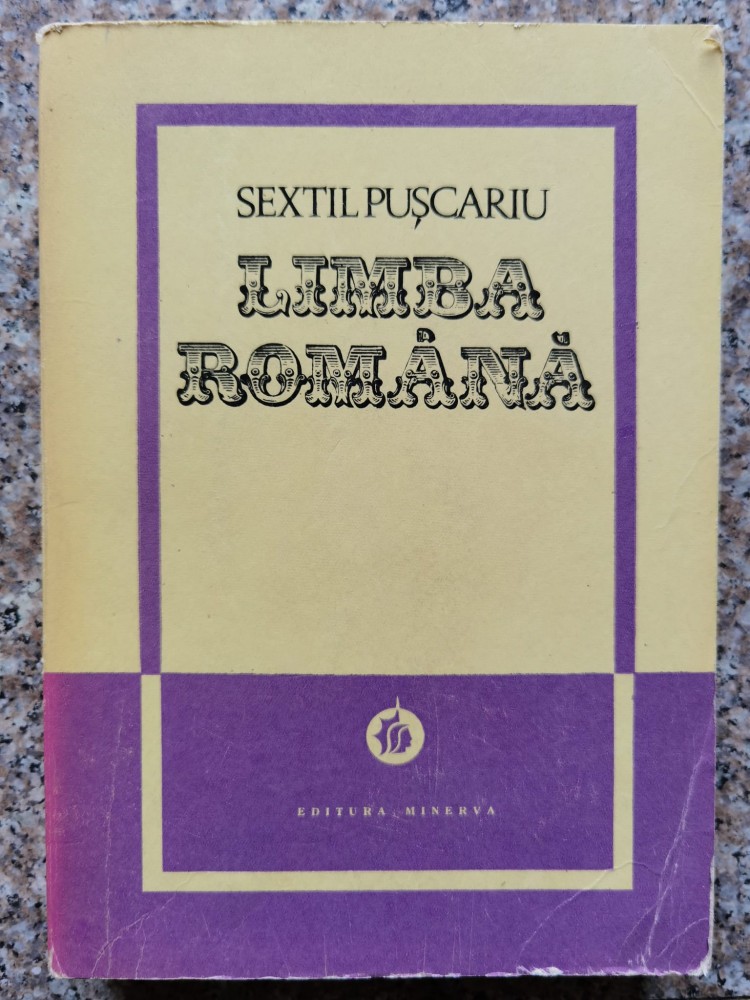 SEXTIL PUȘCARIU
LIMBA
ROMÂNĂ
EDITURA MINERVA